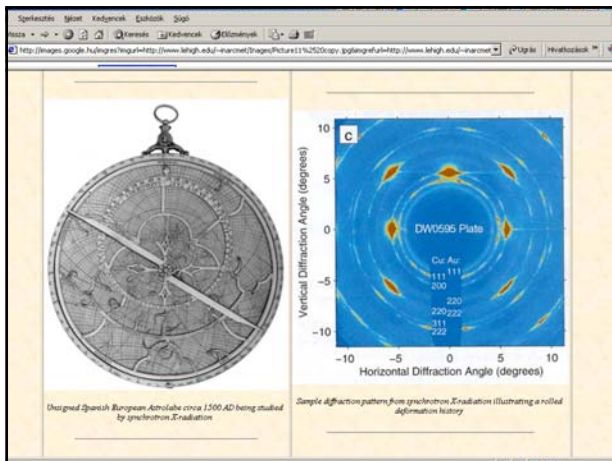 Szerkesztés Nézet Kedvencek Eszközök Súgó
Vissza Keresés Kedvencek Előzmények
http://images.google.hu/imgres?imgurl=http://www.lehigh.edu/~inarcmet/Images/Picture11%2520copy.jpg&imgrefurl=http://www.lehigh.edu/~inarcmet Ugrás Hivatkozások »
Unsigned Spanish European Astrolabe circa 1500 AD being studied
by synchrotron X-radiation
c
Vertical Diffraction Angle (degrees)
10
5
0
-5
-10
DW0595 Plate
Cu: Au:
111 111
200
220
220 222
311
222
-10 -5 0 5 10
Horizontal Diffraction Angle (degrees)
Sample diffraction pattern from synchrotron X-radiation illustrating a rolled
deformation history